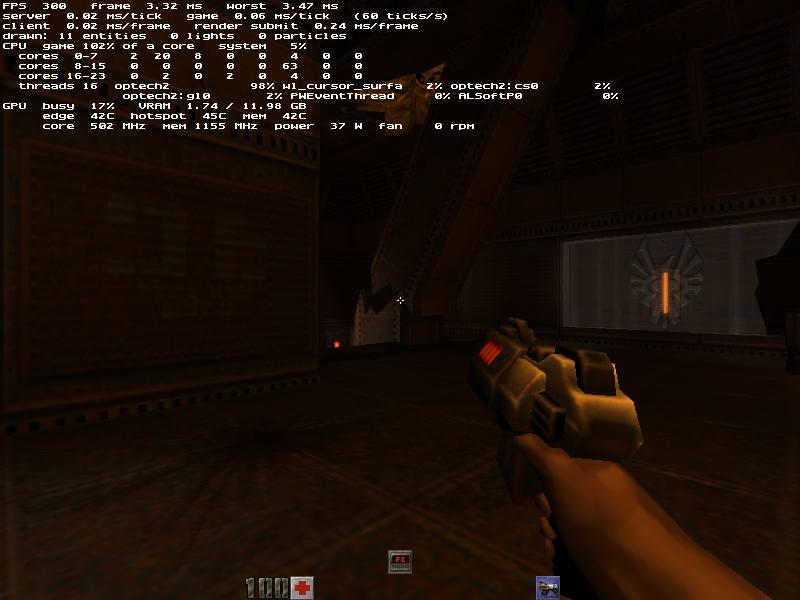 FPS 300 frame 3.32 ms worst 3.47 ms
server 0.02 ms/tick game 0.06 ms/tick (60 ticks/s)
client 0.02 ms/frame render submit 0.24 ms/frame
drawn: 11 entities 0 lights 0 particles
CPU game 102% of a core system 5%
cores 0-7 2 20 8 0 0 4 0 0
cores 8-15 0 0 0 0 0 63 0 0
cores 16-23 0 2 0 2 0 4 0 0
threads 16 optech2 98% wl_cursor_surfa 2% optech2:cs0 2%
optech2:gl0 2% PWEventThread 0% ALSoftP0 0%
GPU busy 17% VRAM 1.74 / 11.98 GB
edge 42C hotspot 45C mem 42C
core 502 MHz mem 1155 MHz power 37 W fan 0 rpm
F1
100